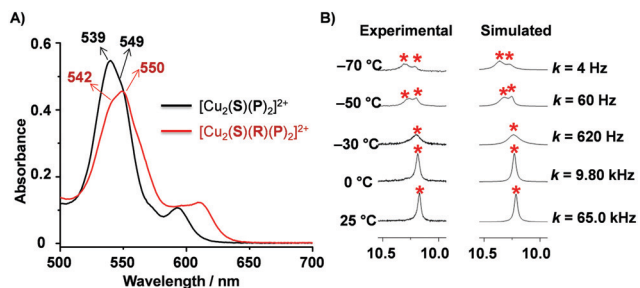 A)
0.6
0.4
0.2
0
Absorbance
539
549
542
550
[Cu₂(S)(P)₂]²⁺
[Cu₂(S)(R)(P)₂]²⁺
500 550 600 650 700
Wavelength / nm
B)
Experimental Simulated
–70 °C * * * * k = 4 Hz
–50 °C * * * * k = 60 Hz
–30 °C * * k = 620 Hz
0 °C * * k = 9.80 kHz
25 °C * * k = 65.0 kHz
10.5 10.0 10.5 10.0